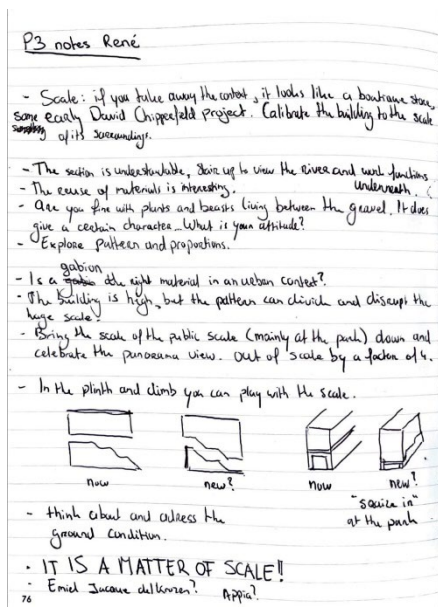 P3 notes René
- Scale: if you take away the context, it looks like a boutique store,
some early David Chipperfield project. Calibrate the building to the scale
of its surroundings.
- The section is understandable, stair up to view the river and work functions
underneath.
- The reuse of materials is interesting.
- are you fine with plants and beasts living between the gravel. It does
give a certain character... What is your attitude?
- Explore pattern and proportions.
gabion
- Is a the right material in an urban context?
- The building is high, but the pattern can divide and disrupt the
huge scale.
- Bring the scale of the public scale (mainly at the park) down and
celebrate the panorama view. out of scale by a factor of 4.
- In the plinth and climb you can play with the scale.
now
new?
now
new?
"squize in"
at the park
- think about and adress the
ground condition.
- IT IS A MATTER OF SCALE!!
- Emiel Jacque
Appia?
76